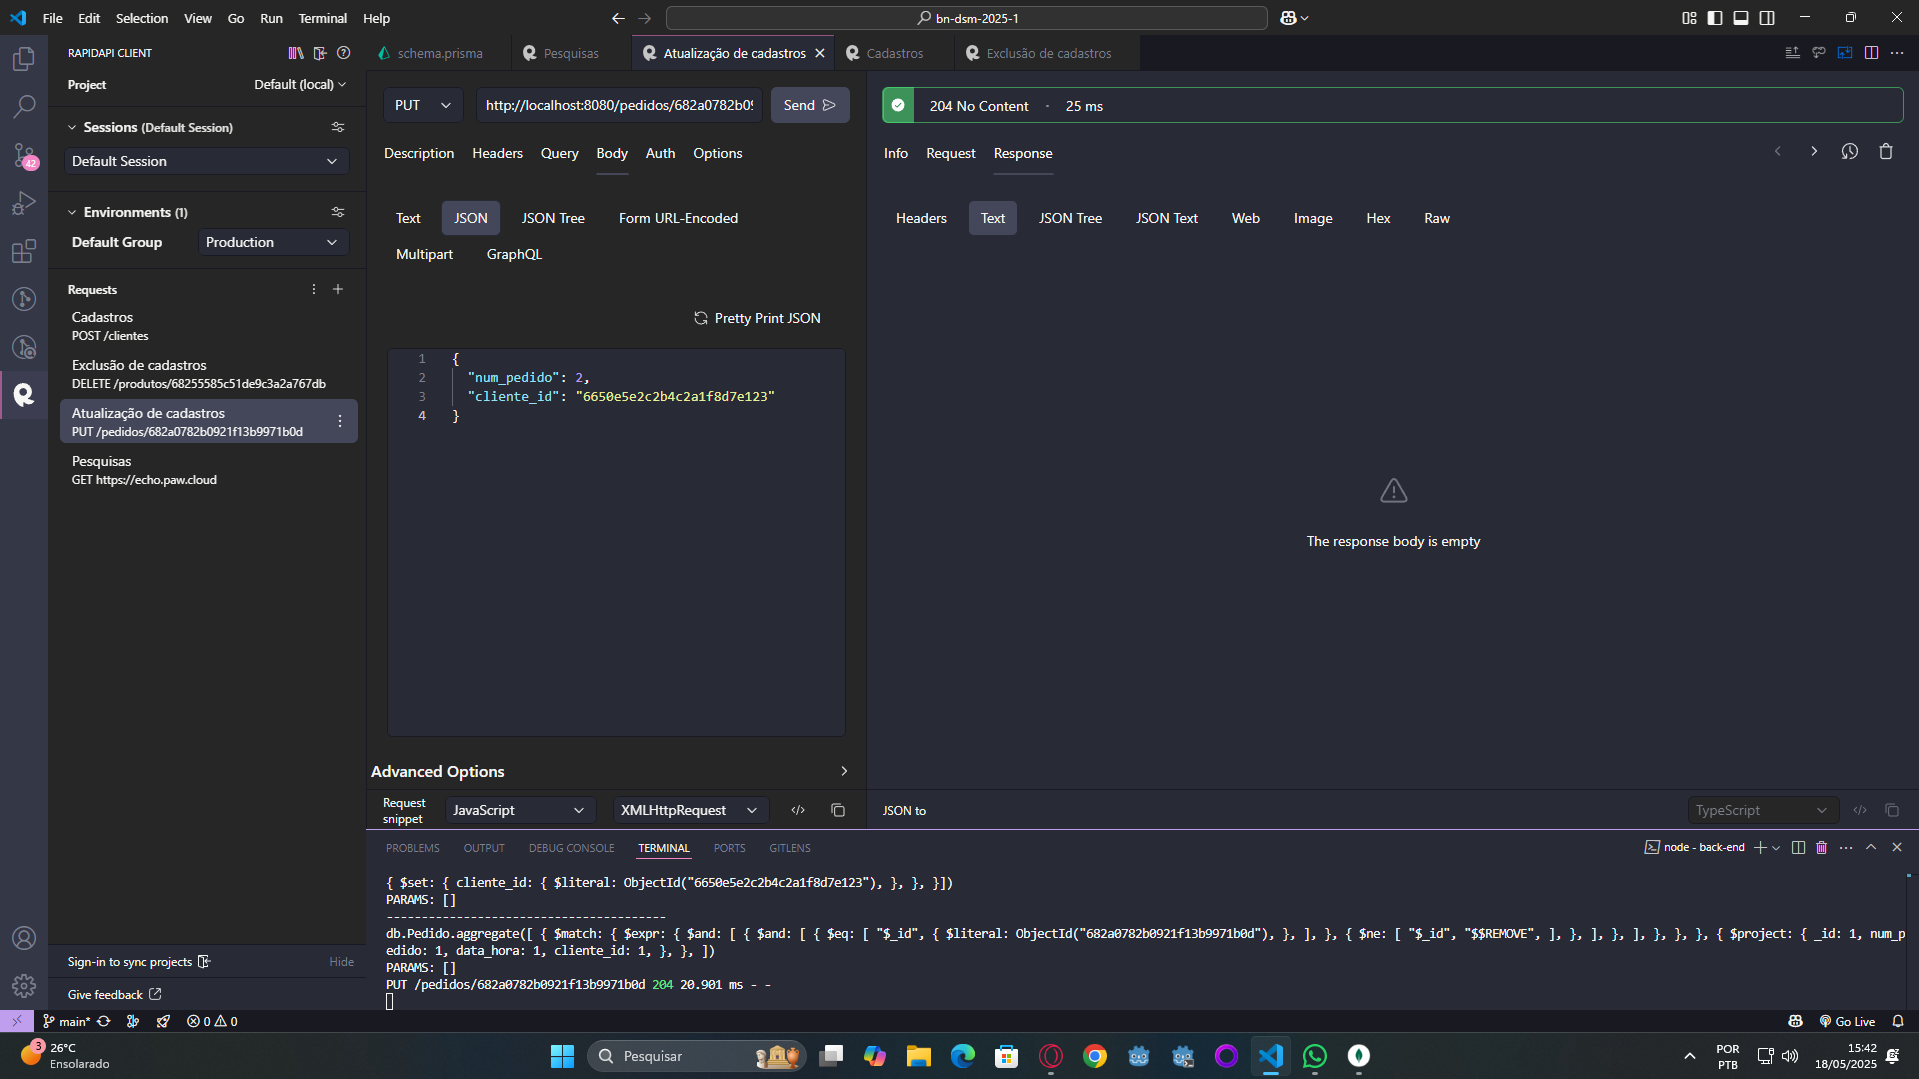 File Edit Selection View Go Run Terminal Help
bn-dsm-2025-1
RAPIDAPI CLIENT
Project
Default (local)
Sessions (Default Session)
Default Session
Environments (1)
Default Group
Production
Requests
Cadastros
POST /clientes
Exclusão de cadastros
DELETE /produtos/68255585c51de9c3a2a767db
Atualização de cadastros
PUT /pedidos/682a0782b0921f13b9971b0d
Pesquisas
GET https://echo.paw.cloud
Sign-in to sync projects
Hide
Give feedback
42
schema.prisma
Pesquisas
Atualização de cadastros
Cadastros
Exclusão de cadastros
PUT
http://localhost:8080/pedidos/682a0782b09
Send
Description Headers Query Body Auth Options
Text JSON JSON Tree Form URL-Encoded
Multipart GraphQL
Pretty Print JSON
1 {
2 "num_pedido": 2,
3 "cliente_id": "6650e5e2c2b4c2a1f8d7e123"
4 }
Advanced Options
Request
snippet
JavaScript
XMLHttpRequest
204 No Content · 25 ms
Info Request Response
Headers Text JSON Tree JSON Text Web Image Hex Raw
The response body is empty
JSON to
TypeScript
PROBLEMS OUTPUT DEBUG CONSOLE TERMINAL PORTS GITLENS
node - back-end
{ $set: { cliente_id: { $literal: ObjectId("6650e5e2c2b4c2a1f8d7e123"), }, }, }])
PARAMS: []
----------------------------------------
db.Pedido.aggregate([ { $match: { $expr: { $and: [ { $and: [ { $eq: [ "$_id", { $literal: ObjectId("682a0782b0921f13b9971b0d"), }, ], }, { $ne: [ "$_id", "$$REMOVE", ], }, ], }, ], }, }, }, { $project: { _id: 1, num_p
edido: 1, data_hora: 1, cliente_id: 1, }, }, ])
PARAMS: []
PUT /pedidos/682a0782b0921f13b9971b0d 204 20.901 ms - -
main*
0 0
Go Live
3
26°C
Ensolarado
Pesquisar
POR
PTB
15:42
18/05/2025